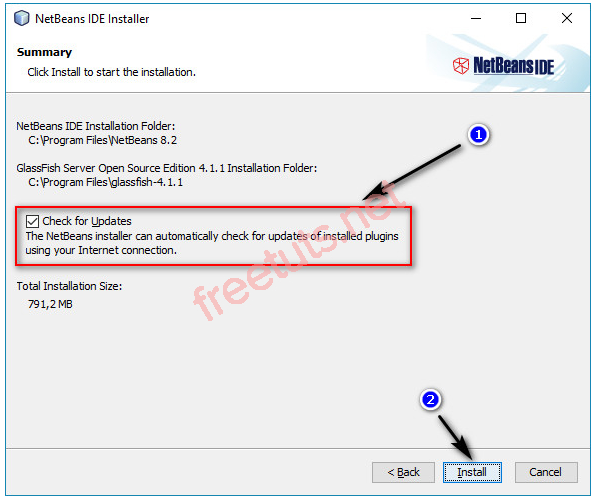 NetBeans IDE Installer
Summary
Click Install to start the installation.
NetBeans IDE
NetBeans IDE Installation Folder:
C:\Program Files\NetBeans 8.2
1
GlassFish Server Open Source Edition 4.1.1 Installation Folder:
C:\Program Files\glassfish-4.1.1
Check for Updates
The NetBeans installer can automatically check for updates of installed plugins
using your Internet connection.
freetuts.net
Total Installation Size:
791,2 MB
2
< Back
Install
Cancel